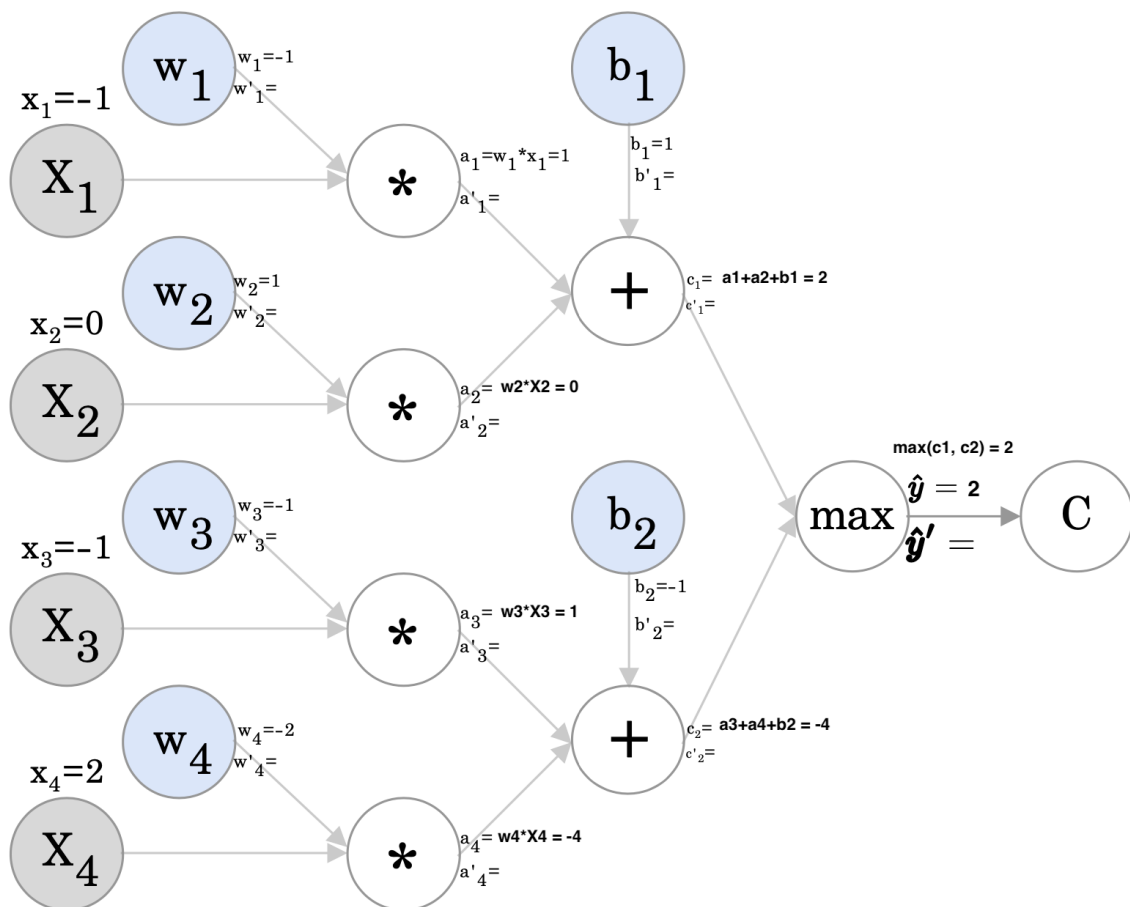 w₁
w₁=-1
w'₁=
x₁=-1
X₁
*
a₁=w₁*x₁=1
a'₁=
b₁
b₁=1
b'₁=
w₂
w₂=1
w'₂=
x₂=0
X₂
*
a₂= w2*X2 = 0
a'₂=
+
c₁= a1+a2+b1 = 2
c'₁=
w₃
w₃=-1
w'₃=
x₃=-1
X₃
*
a₃= w3*X3 = 1
a'₃=
b₂
b₂=-1
b'₂=
w₄
w₄=-2
w'₄=
x₄=2
X₄
*
a₄= w4*X4 = -4
a'₄=
+
c₂= a3+a4+b2 = -4
c'₂=
max
max(c1, c2) = 2
ŷ = 2
ŷ′ =
C